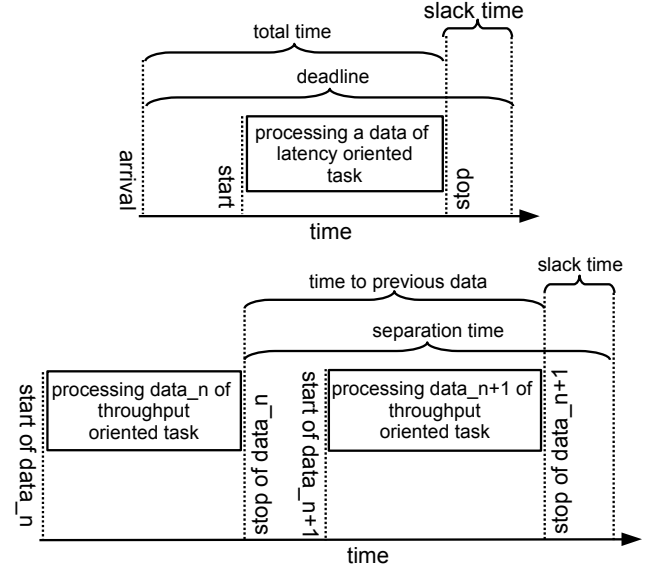 slack time
total time
deadline
processing a data of
latency oriented
task
arrival
start
stop
time
slack time
time to previous data
separation time
start of data_n
processing data_n of
throughput
oriented task
stop of data_n
start of data_n+1
processing data_n+1 of
throughput
oriented task
stop of data_n+1
time